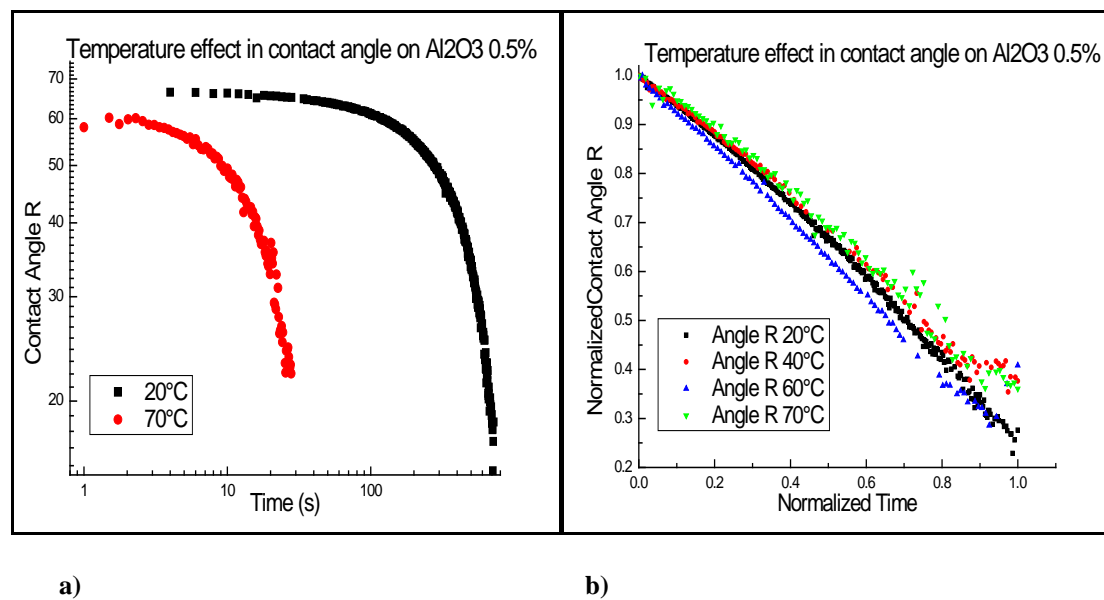 Temperature effect in contact angle on Al2O3 0.5%
70
60
50
40
30
20
Contact Angle R
20°C
70°C
1
10
100
Time (s)
Temperature effect in contact angle on Al2O3 0.5%
1.0
0.9
0.8
0.7
0.6
0.5
0.4
0.3
0.2
NormalizedContact Angle R
Angle R 20°C
Angle R 40°C
Angle R 60°C
Angle R 70°C
0.0
0.2
0.4
0.6
0.8
1.0
Normalized Time
a)
b)